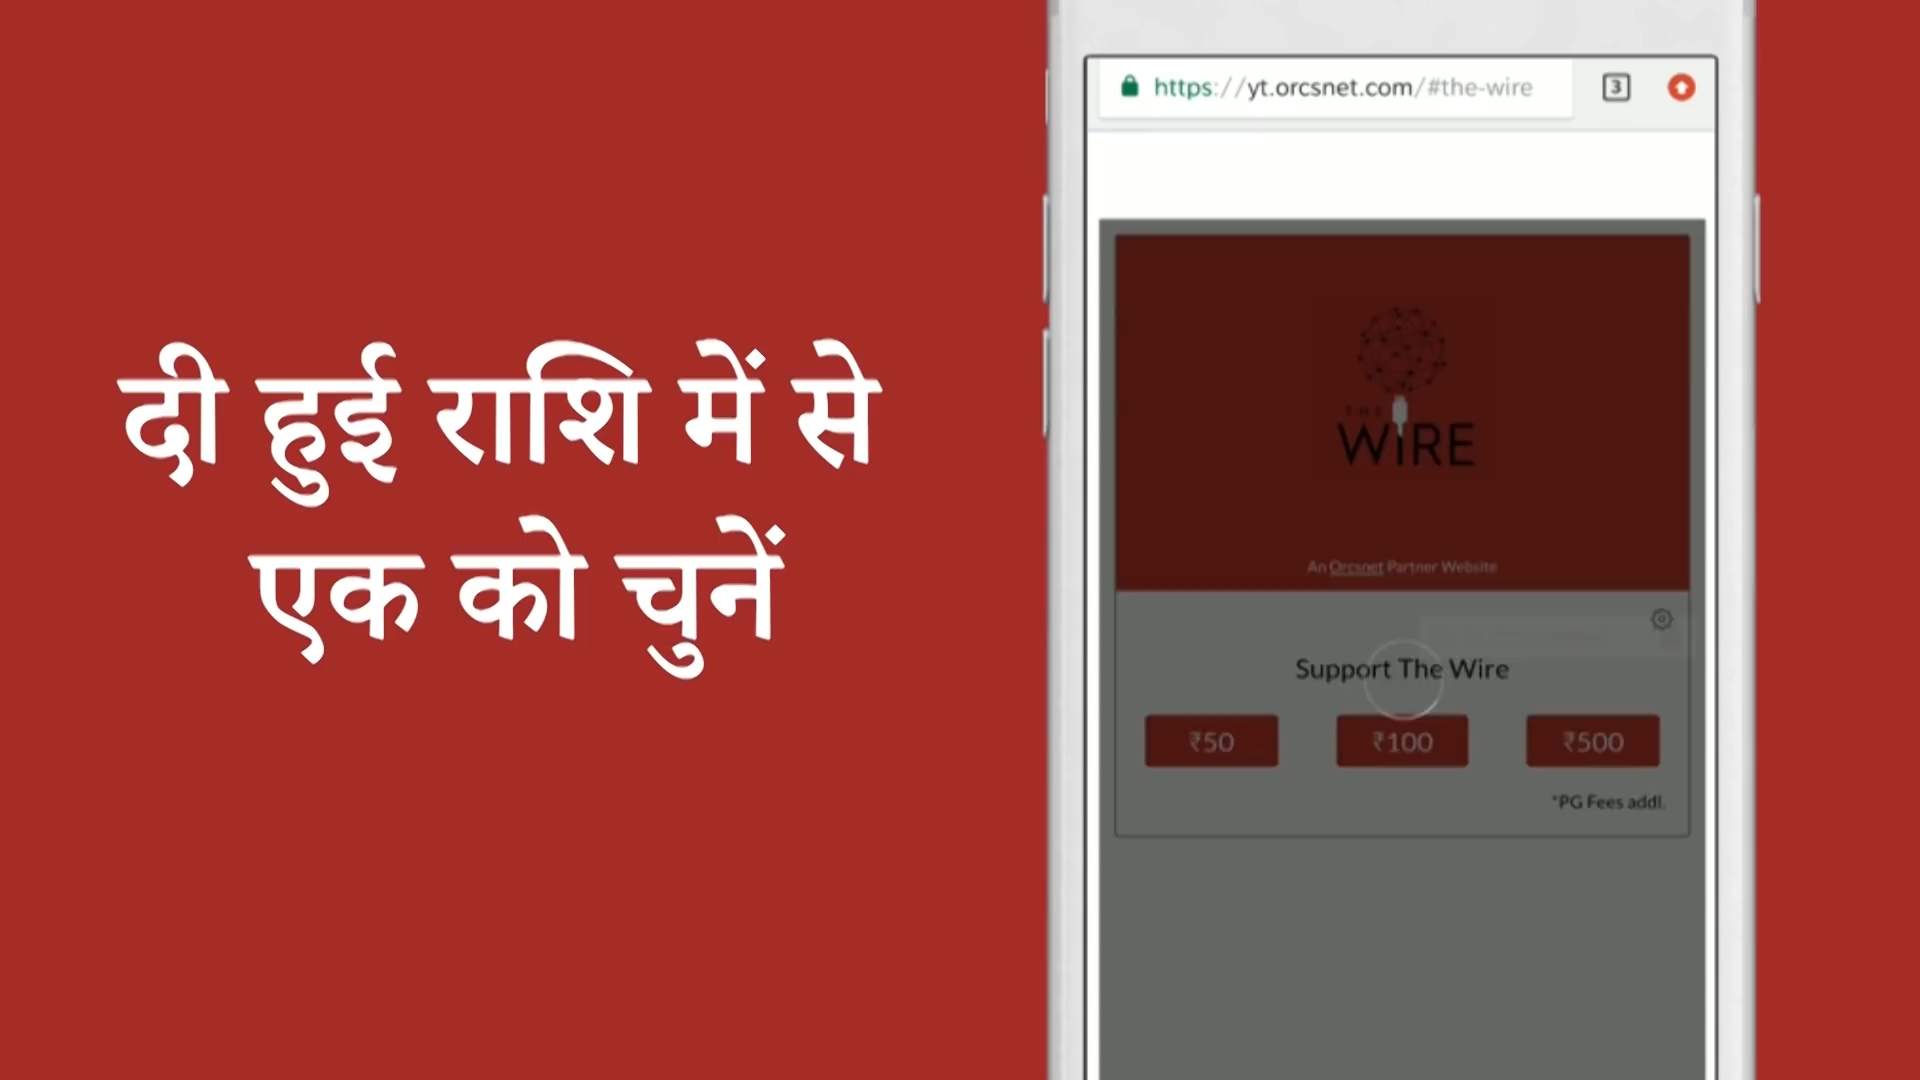 दी हुई राशि में से
एक को चुनें
https://yt.orcsnet.com/#the-wire
3
THE
WIRE
An Orcsnet Partner Website
Support The Wire
₹50 ₹100 ₹500
*PG Fees addl.